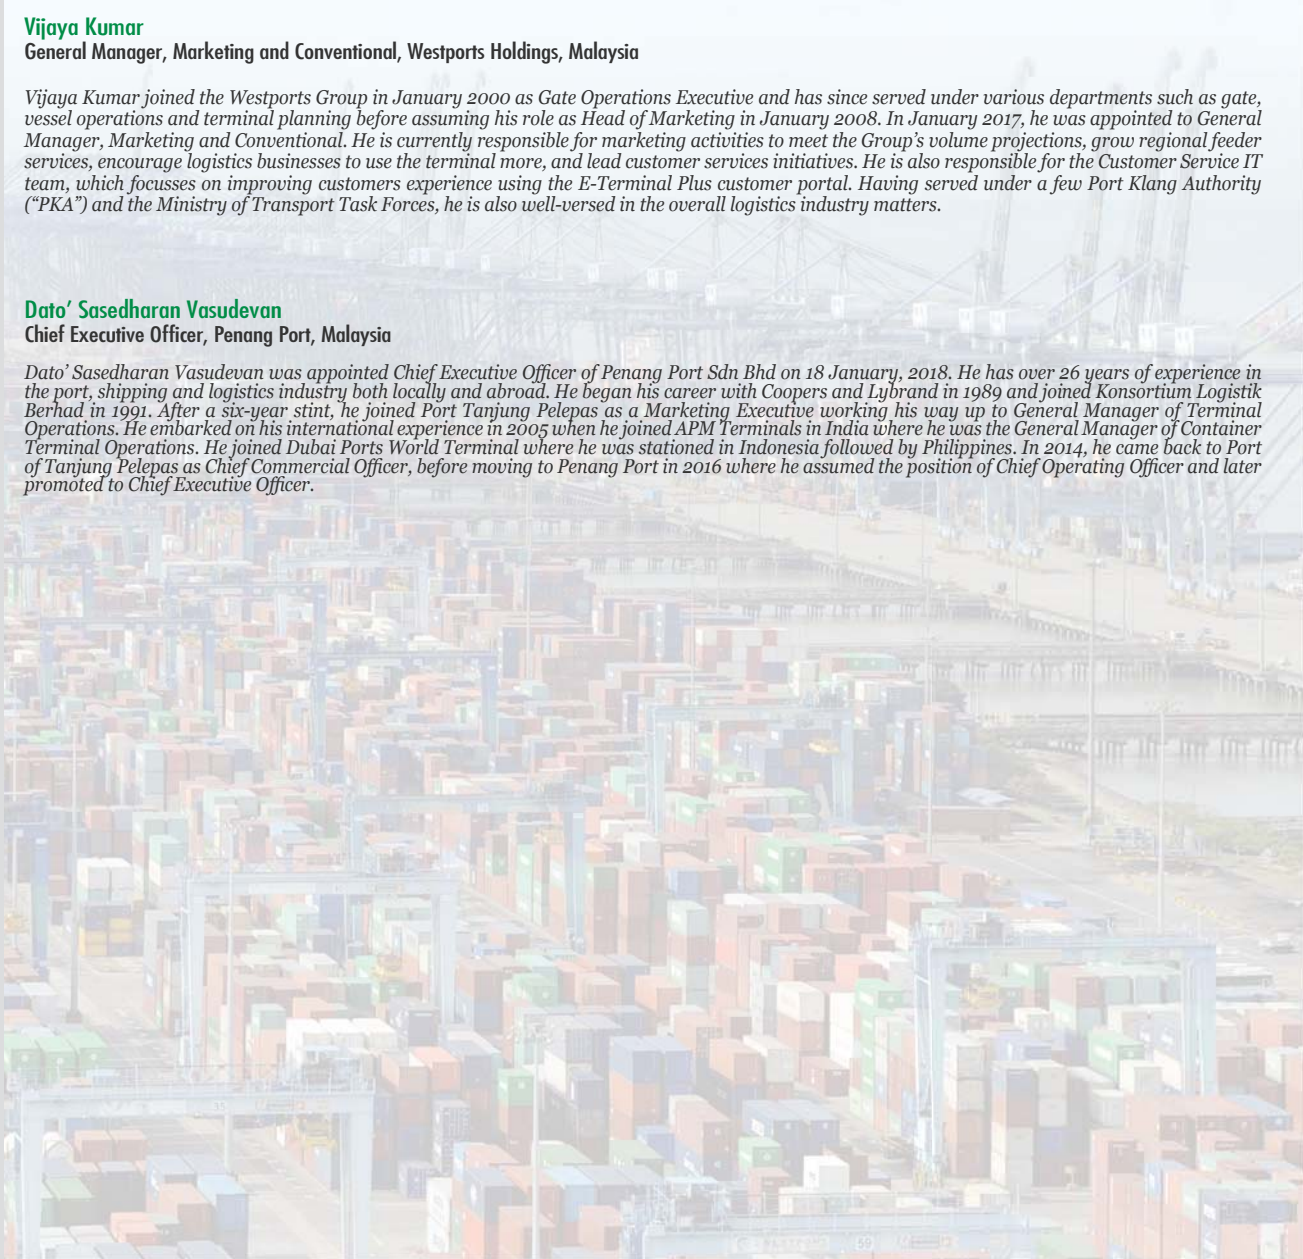 Vijaya Kumar
General Manager, Marketing and Conventional, Westports Holdings, Malaysia
Vijaya Kumar joined the Westports Group in January 2000 as Gate Operations Executive and has since served under various departments such as gate,
vessel operations and terminal planning before assuming his role as Head of Marketing in January 2008. In January 2017, he was appointed to General
Manager, Marketing and Conventional. He is currently responsible for marketing activities to meet the Group's volume projections, grow regional feeder
services, encourage logistics businesses to use the terminal more, and lead customer services initiatives. He is also responsible for the Customer Service IT
team, which focusses on improving customers experience using the E-Terminal Plus customer portal. Having served under a few Port Klang Authority
("PKA") and the Ministry of Transport Task Forces, he is also well-versed in the overall logistics industry matters.
Dato' Sasedharan Vasudevan
Chief Executive Officer, Penang Port, Malaysia
Dato' Sasedharan Vasudevan was appointed Chief Executive Officer of Penang Port Sdn Bhd on 18 January, 2018. He has over 26 years of experience in
the port, shipping and logistics industry both locally and abroad. He began his career with Coopers and Lybrand in 1989 and joined Konsortium Logistik
Berhad in 1991. After a six-year stint, he joined Port Tanjung Pelepas as a Marketing Executive working his way up to General Manager of Terminal
Operations. He embarked on his international experience in 2005 when he joined APM Terminals in India where he was the General Manager of Container
Terminal Operations. He joined Dubai Ports World Terminal where he was stationed in Indonesia followed by Philippines. In 2014, he came back to Port
of Tanjung Pelepas as Chief Commercial Officer, before moving to Penang Port in 2016 where he assumed the position of Chief Operating Officer and later
promoted to Chief Executive Officer.